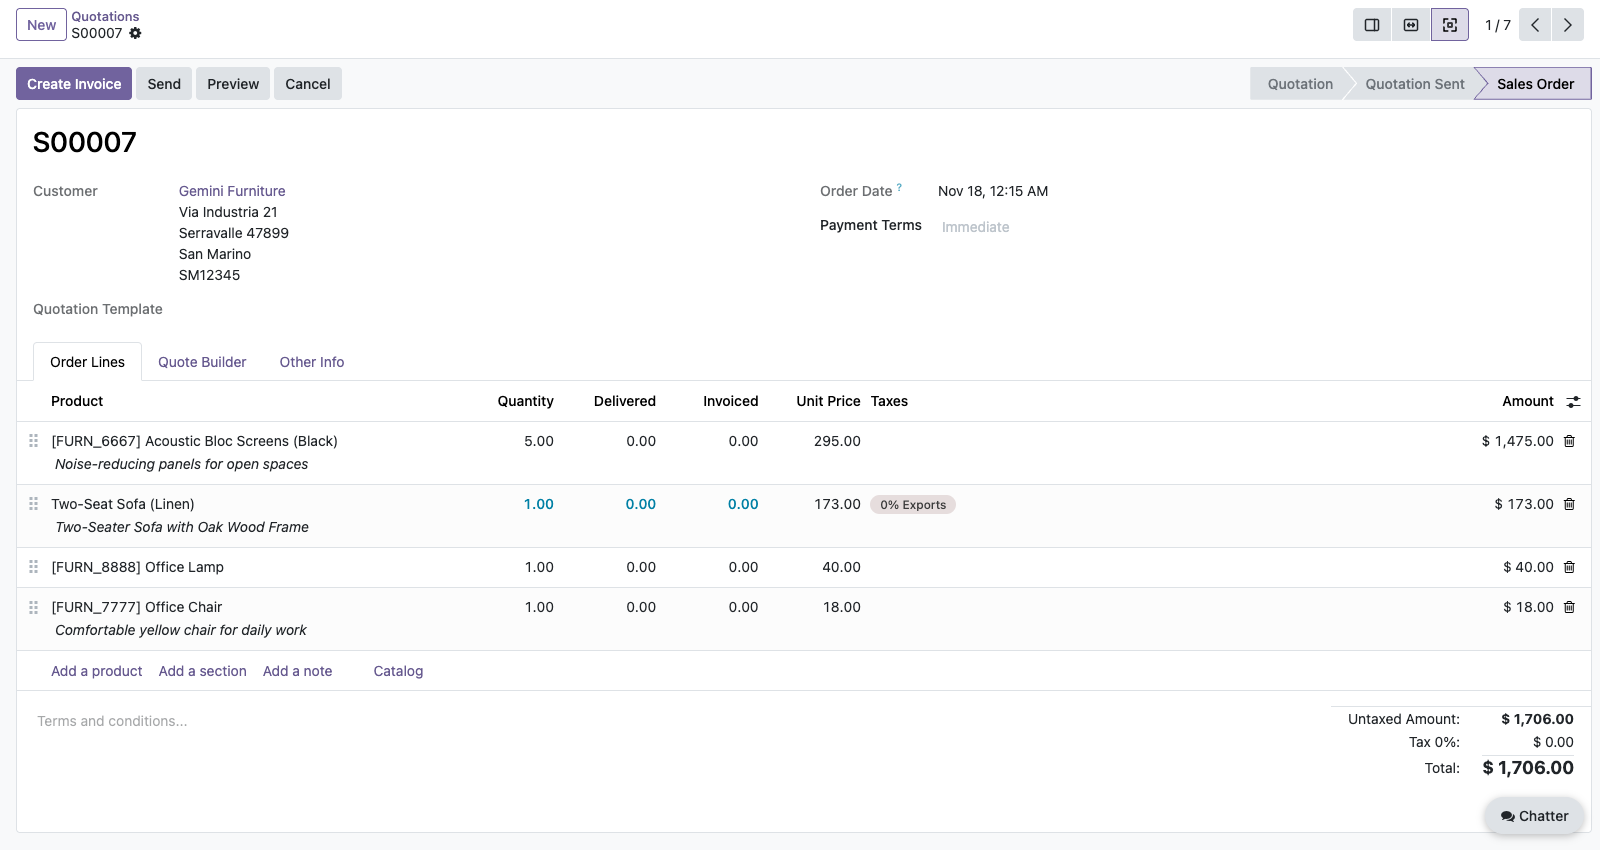 New
Quotations
S00007
1 / 7
Create Invoice
Send
Preview
Cancel
Quotation
Quotation Sent
Sales Order
S00007
Customer
Gemini Furniture
Via Industria 21
Serravalle 47899
San Marino
SM12345
Order Date ?
Nov 18, 12:15 AM
Payment Terms
Immediate
Quotation Template
Order Lines
Quote Builder
Other Info
Product Quantity Delivered Invoiced Unit Price Taxes Amount
[FURN_6667] Acoustic Bloc Screens (Black) 5.00 0.00 0.00 295.00 $ 1,475.00
Noise-reducing panels for open spaces
Two-Seat Sofa (Linen) 1.00 0.00 0.00 173.00 0% Exports $ 173.00
Two-Seater Sofa with Oak Wood Frame
[FURN_8888] Office Lamp 1.00 0.00 0.00 40.00 $ 40.00
[FURN_7777] Office Chair 1.00 0.00 0.00 18.00 $ 18.00
Comfortable yellow chair for daily work
Add a product Add a section Add a note Catalog
Terms and conditions...
Untaxed Amount: $ 1,706.00
Tax 0%: $ 0.00
Total: $ 1,706.00
Chatter